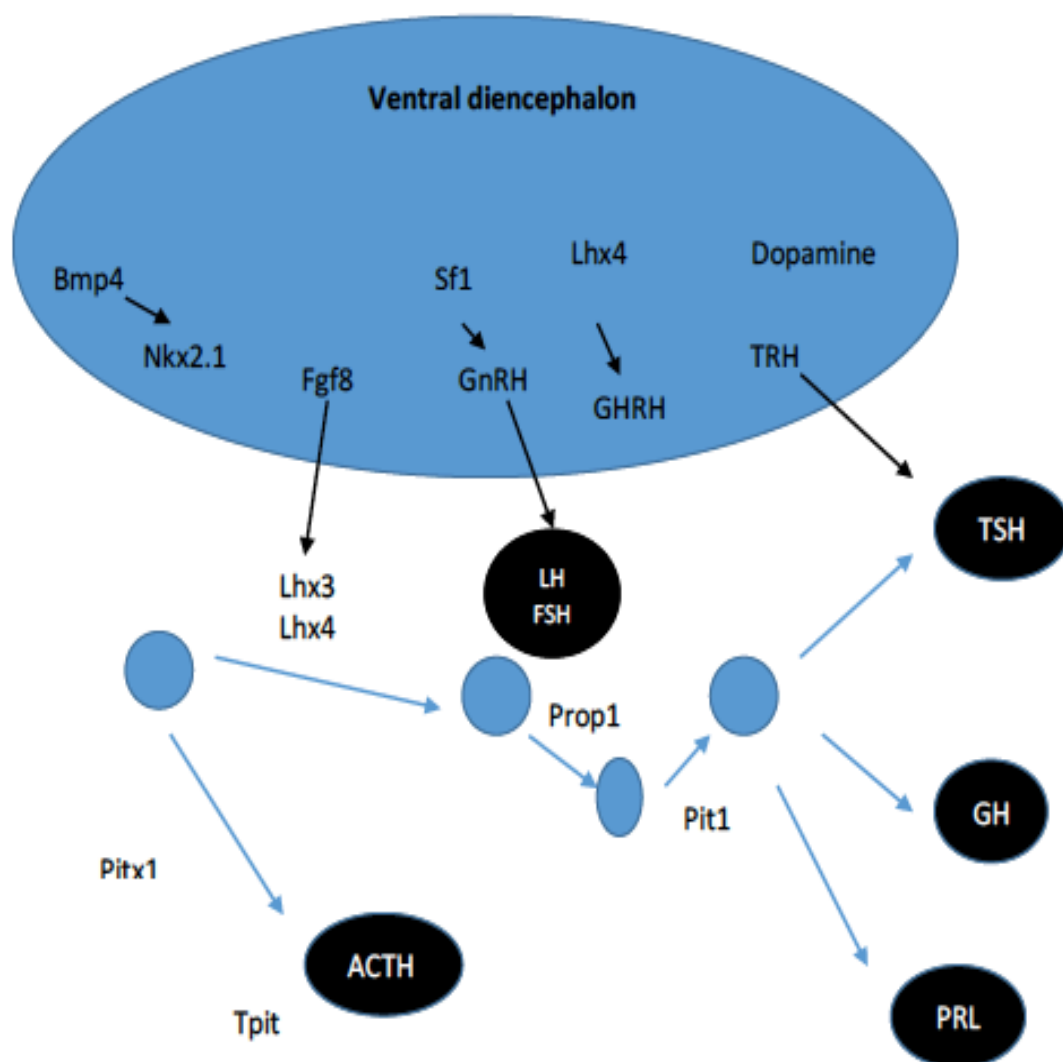 Ventral diencephalon
Lhx4
Dopamine
Bmp4
Sf1
Nkx2.1
Fgf8
GnRH
TRH
GHRH
TSH
Lhx3
Lhx4
LH
FSH
Prop1
Pit1
GH
Pitx1
ACTH
Tpit
PRL